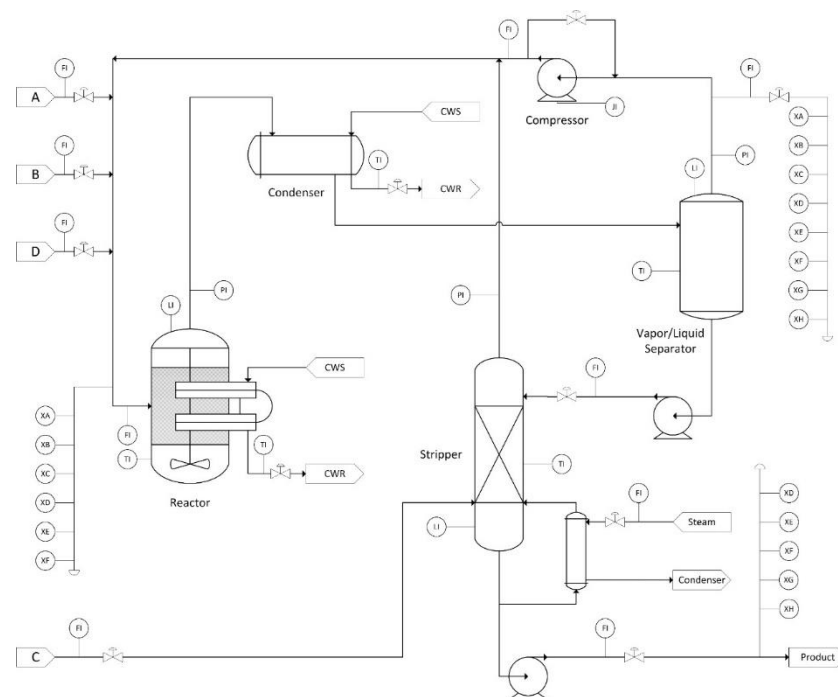 FI
FI
FI
A
CWS
Compressor
JI
XA
FI
TI
XB
PI
B
Condenser
CWR
LI
XC
FI
XD
D
XE
TI
PI
PI
XF
LI
XG
Vapor/Liquid
Separator
XH
CWS
FI
XA
FI
XB
TI
TI
Stripper
TI
XC
CWR
Reactor
XD
FI
XD
XE
LI
Steam
XE
XF
XF
Condenser
XG
XH
FI
FI
C
Product